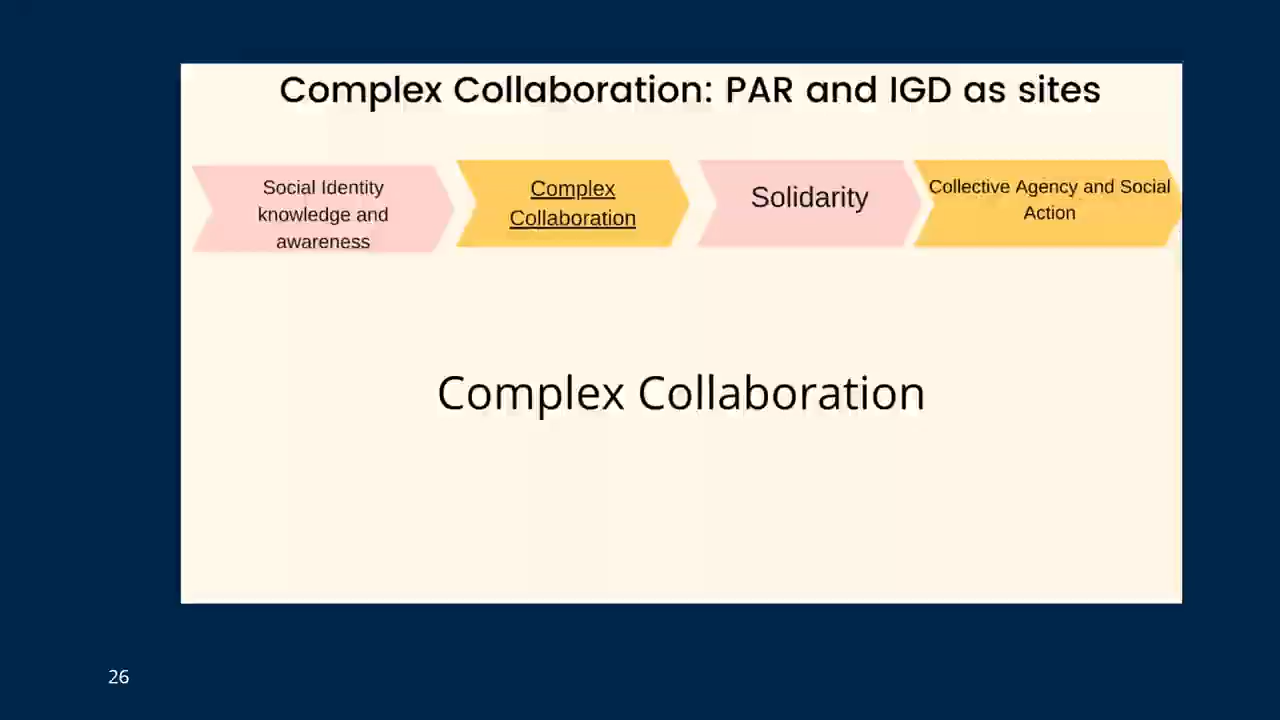 Complex Collaboration: PAR and IGD as sites
Social Identity
knowledge and
awareness
Complex
Collaboration
Solidarity
Collective Agency and Social
Action
Complex Collaboration
26